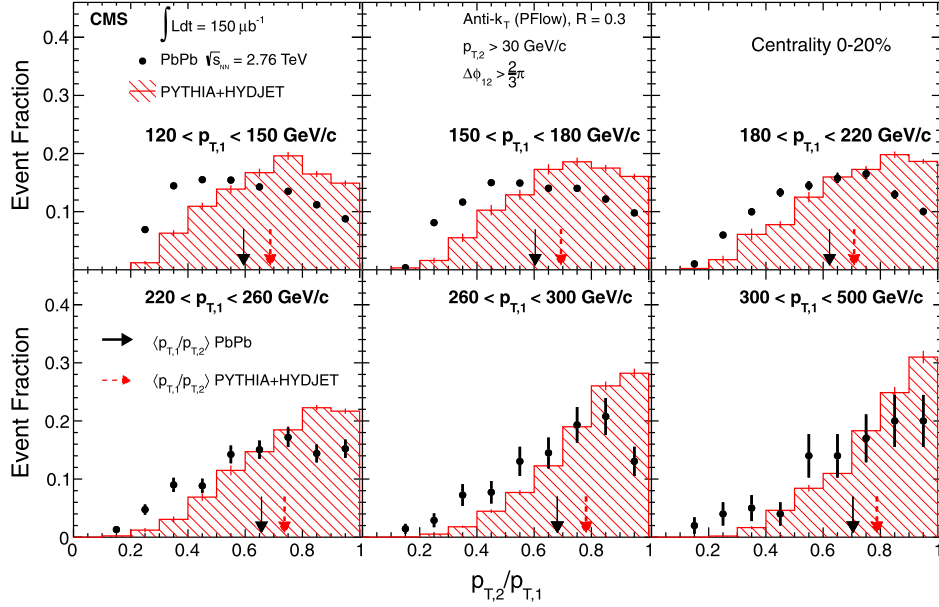 CMS
∫Ldt = 150 μb⁻¹
PbPb √s_NN = 2.76 TeV
PYTHIA+HYDJET
120 < p_T,1 < 150 GeV/c
Anti-k_T (PFlow), R = 0.3
p_T,2 > 30 GeV/c
Δϕ_12 > 2/3 π
150 < p_T,1 < 180 GeV/c
Centrality 0-20%
180 < p_T,1 < 220 GeV/c
Event Fraction
0.4
0.3
0.2
0.1
220 < p_T,1 < 260 GeV/c
⟨p_T,1/p_T,2⟩ PbPb
⟨p_T,1/p_T,2⟩ PYTHIA+HYDJET
260 < p_T,1 < 300 GeV/c
300 < p_T,1 < 500 GeV/c
Event Fraction
0.4
0.3
0.2
0.1
0
0 0.2 0.4 0.6 0.8 1
0.2 0.4 0.6 0.8 1
0.2 0.4 0.6 0.8 1
p_T,2/p_T,1